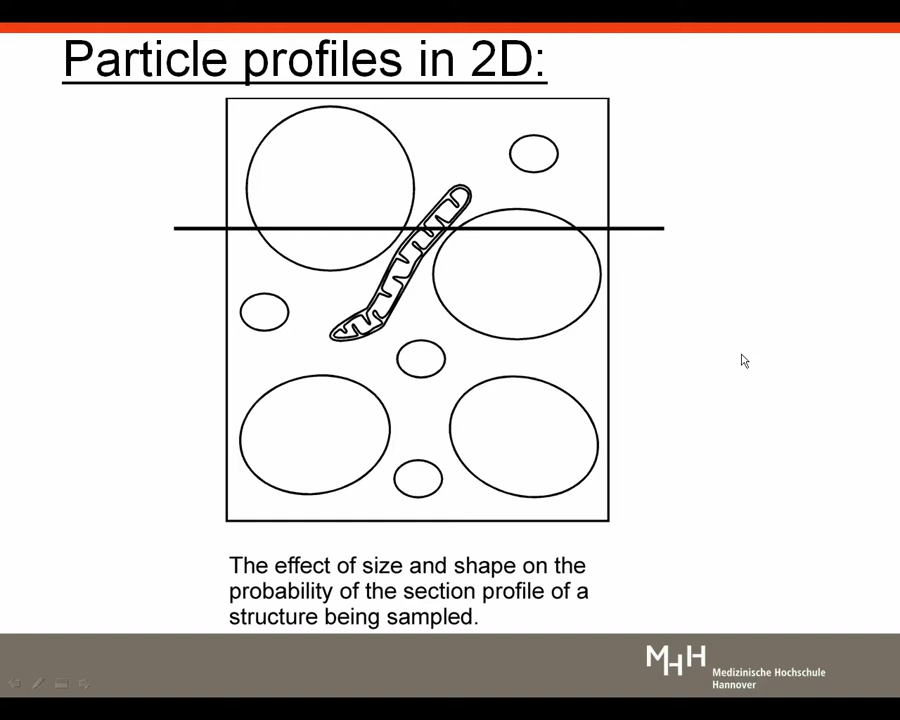 Particle profiles in 2D:
The effect of size and shape on the
probability of the section profile of a
structure being sampled.
MHH
Medizinische Hochschule
Hannover